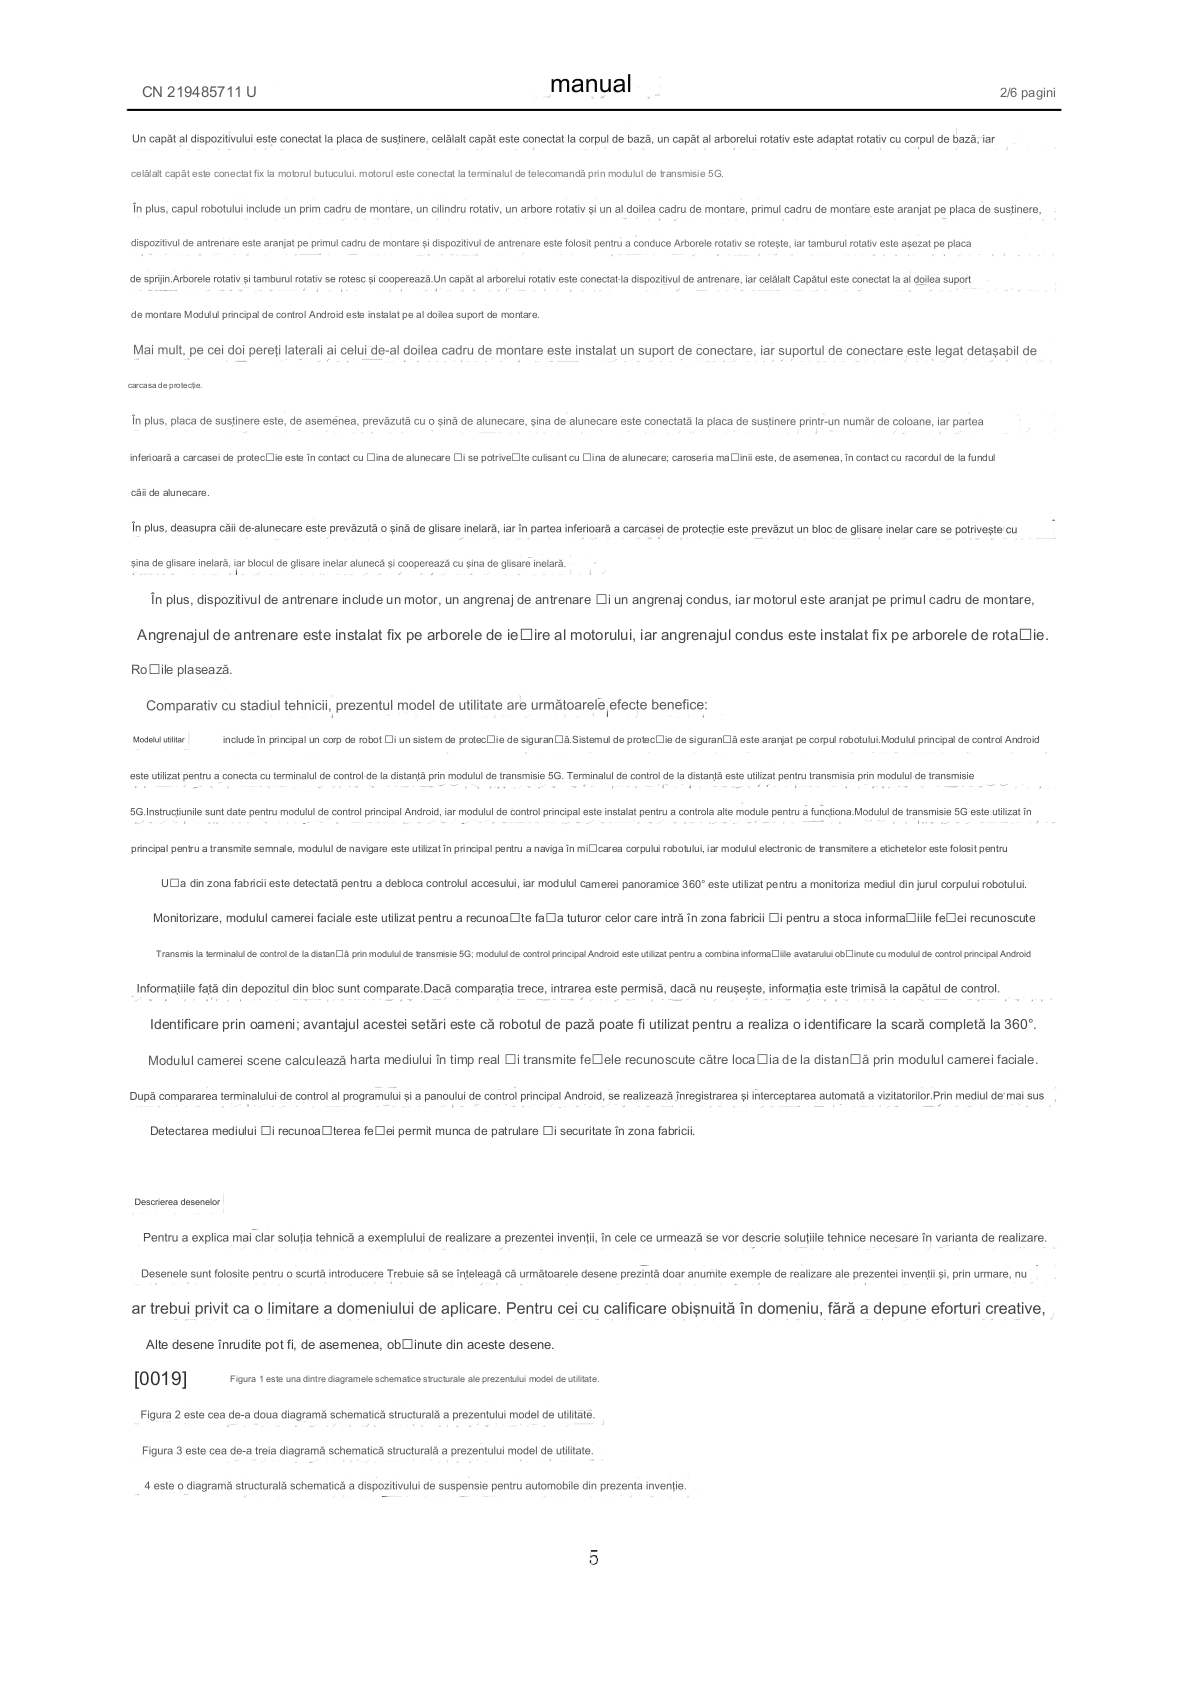 CN 219485711 U
manual
2/6 pagini
Un capăt al dispozitivului este conectat la placa de susținere, celălalt capăt este conectat la corpul de bază, un capăt al arborelui rotativ este adaptat rotativ cu corpul de bază, iar
celălalt capăt este conectat fix la motorul butucului. motorul este conectat la terminalul de telecomandă prin modulul de transmisie 5G.
În plus, capul robotului include un prim cadru de montare, un cilindru rotativ, un arbore rotativ și un al doilea cadru de montare, primul cadru de montare este aranjat pe placa de susținere,
dispozitivul de antrenare este aranjat pe primul cadru de montare și dispozitivul de antrenare este folosit pentru a conduce Arborele rotativ se rotește, iar tamburul rotativ este așezat pe placa
de sprijin.Arborele rotativ și tamburul rotativ se rotesc și cooperează.Un capăt al arborelui rotativ este conectat la dispozitivul de antrenare, iar celălalt Capătul este conectat la al doilea suport
de montare Modulul principal de control Android este instalat pe al doilea suport de montare.
Mai mult, pe cei doi pereți laterali ai celui de-al doilea cadru de montare este instalat un suport de conectare, iar suportul de conectare este legat detașabil de
carcasa de protecție.
În plus, placa de susținere este, de asemenea, prevăzută cu o șină de alunecare, șina de alunecare este conectată la placa de susținere printr-un număr de coloane, iar partea
inferioară a carcasei de protec□ie este în contact cu □ina de alunecare □i se potrive□te culisant cu □ina de alunecare; caroseria ma□inii este, de asemenea, în contact cu racordul de la fundul
căii de alunecare.
În plus, deasupra căii de-alunecare este prevăzută o șină de glisare inelară, iar în partea inferioară a carcasei de protecție este prevăzut un bloc de glisare inelar care se potrivește cu
șina de glisare inelară, iar blocul de glisare inelar alunecă și cooperează cu șina de glisare inelară.
În plus, dispozitivul de antrenare include un motor, un angrenaj de antrenare □i un angrenaj condus, iar motorul este aranjat pe primul cadru de montare,
Angrenajul de antrenare este instalat fix pe arborele de ie□ire al motorului, iar angrenajul condus este instalat fix pe arborele de rota□ie.
Ro□ile plasează.
Comparativ cu stadiul tehnicii, prezentul model de utilitate are următoarele efecte benefice:
Modelul utilitar include în principal un corp de robot □i un sistem de protec□ie de siguran□ă.Sistemul de protec□ie de siguran□ă este aranjat pe corpul robotului.Modulul principal de control Android
este utilizat pentru a conecta cu terminalul de control de la distanță prin modulul de transmisie 5G. Terminalul de control de la distanță este utilizat pentru transmisia prin modulul de transmisie
5G.Instrucțiunile sunt date pentru modulul de control principal Android, iar modulul de control principal este instalat pentru a controla alte module pentru a funcționa.Modulul de transmisie 5G este utilizat în
principal pentru a transmite semnale, modulul de navigare este utilizat în principal pentru a naviga în mi□carea corpului robotului, iar modulul electronic de transmitere a etichetelor este folosit pentru
U□a din zona fabricii este detectată pentru a debloca controlul accesului, iar modulul camerei panoramice 360° este utilizat pentru a monitoriza mediul din jurul corpului robotului.
Monitorizare, modulul camerei faciale este utilizat pentru a recunoa□te fa□a tuturor celor care intră în zona fabricii □i pentru a stoca informa□iile fe□ei recunoscute
Transmis la terminalul de control de la distan□ă prin modulul de transmisie 5G; modulul de control principal Android este utilizat pentru a combina informa□iile avatarului ob□inute cu modulul de control principal Android
Informațiile față din depozitul din bloc sunt comparate.Dacă comparația trece, intrarea este permisă, dacă nu reușește, informația este trimisă la capătul de control.
Identificare prin oameni; avantajul acestei setări este că robotul de pază poate fi utilizat pentru a realiza o identificare la scară completă la 360°.
Modulul camerei scene calculează harta mediului în timp real □i transmite fe□ele recunoscute către loca□ia de la distan□ă prin modulul camerei faciale.
După compararea terminalului de control al programului și a panoului de control principal Android, se realizează înregistrarea și interceptarea automată a vizitatorilor.Prin mediul de mai sus
Detectarea mediului □i recunoa□terea fe□ei permit munca de patrulare □i securitate în zona fabricii.
Descrierea desenelor
Pentru a explica mai clar soluția tehnică a exemplului de realizare a prezentei invenții, în cele ce urmează se vor descrie soluțiile tehnice necesare în varianta de realizare.
Desenele sunt folosite pentru o scurtă introducere Trebuie să se înțeleagă că următoarele desene prezintă doar anumite exemple de realizare ale prezentei invenții și, prin urmare, nu
ar trebui privit ca o limitare a domeniului de aplicare. Pentru cei cu calificare obișnuită în domeniu, fără a depune eforturi creative,
Alte desene înrudite pot fi, de asemenea, ob□inute din aceste desene.
[0019] Figura 1 este una dintre diagramele schematice structurale ale prezentului model de utilitate.
Figura 2 este cea de-a doua diagramă schematică structurală a prezentului model de utilitate.
Figura 3 este cea de-a treia diagramă schematică structurală a prezentului model de utilitate.
4 este o diagramă structurală schematică a dispozitivului de suspensie pentru automobile din prezenta invenție.
5